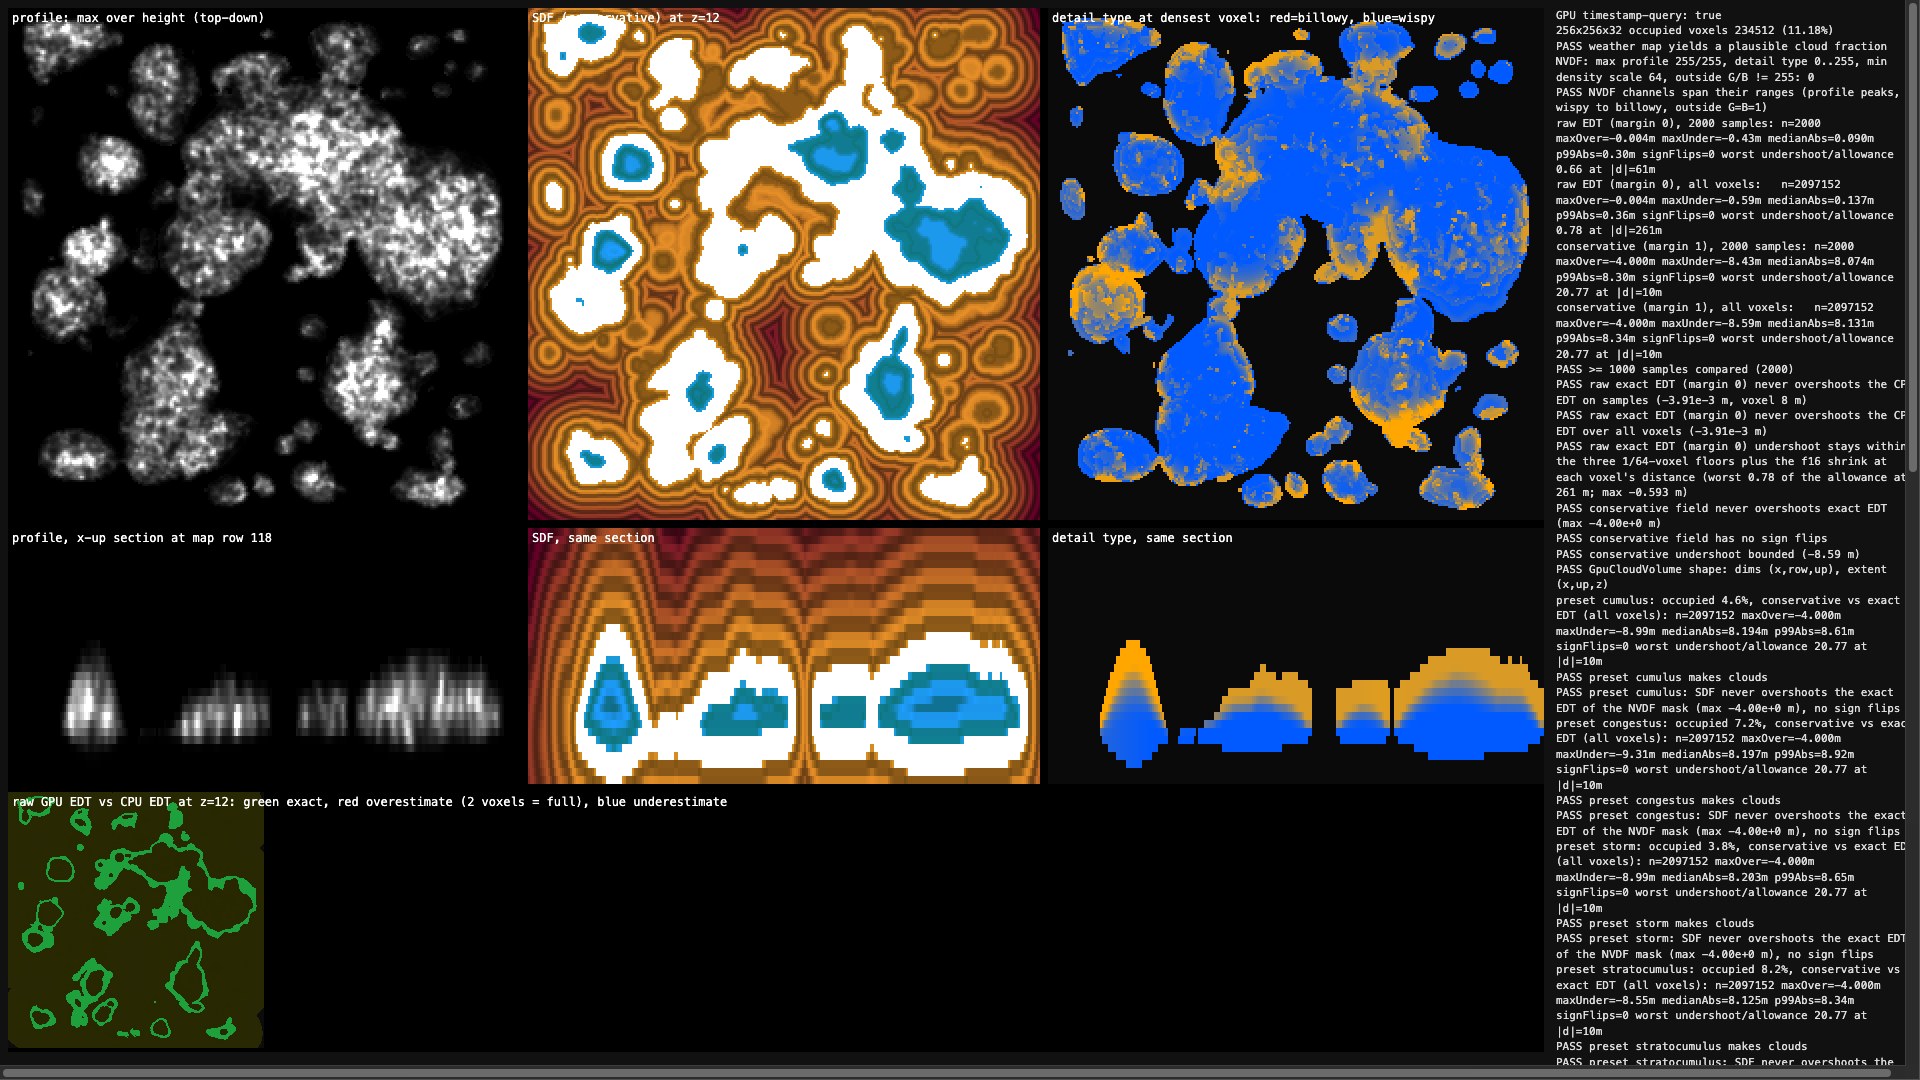 profile: max over height (top-down)
SDF (conservative) at z=12
detail type at densest voxel: red=billowy, blue=wispy
profile, x-up section at map row 118
SDF, same section
detail type, same section
raw GPU EDT vs CPU EDT at z=12: green exact, red overestimate (2 voxels = full), blue underestimate
GPU timestamp-query: true
256x256x32 occupied voxels 234512 (11.18%)
PASS weather map yields a plausible cloud fraction
NVDF: max profile 255/255, detail type 0..255, min
density scale 64, outside G/B != 255: 0
PASS NVDF channels span their ranges (profile peaks,
wispy to billowy, outside G=B=1)
raw EDT (margin 0), 2000 samples: n=2000
maxOver=-0.004m maxUnder=-0.43m medianAbs=0.090m
p99Abs=0.30m signFlips=0 worst undershoot/allowance
0.66 at |d|=61m
raw EDT (margin 0), all voxels:   n=2097152
maxOver=-0.004m maxUnder=-0.59m medianAbs=0.137m
p99Abs=0.36m signFlips=0 worst undershoot/allowance
0.78 at |d|=261m
conservative (margin 1), 2000 samples: n=2000
maxOver=-4.000m maxUnder=-8.43m medianAbs=8.074m
p99Abs=8.30m signFlips=0 worst undershoot/allowance
20.77 at |d|=10m
conservative (margin 1), all voxels:   n=2097152
maxOver=-4.000m maxUnder=-8.59m medianAbs=8.131m
p99Abs=8.34m signFlips=0 worst undershoot/allowance
20.77 at |d|=10m
PASS >= 1000 samples compared (2000)
PASS raw exact EDT (margin 0) never overshoots the CP
EDT on samples (-3.91e-3 m, voxel 8 m)
PASS raw exact EDT (margin 0) never overshoots the CP
EDT over all voxels (-3.91e-3 m)
PASS raw exact EDT (margin 0) undershoot stays within
the three 1/64-voxel floors plus the f16 shrink at
each voxel's distance (worst 0.78 of the allowance at
261 m; max -0.593 m)
PASS conservative field never overshoots exact EDT
(max -4.00e+0 m)
PASS conservative field has no sign flips
PASS conservative undershoot bounded (-8.59 m)
PASS GpuCloudVolume shape: dims (x,row,up), extent
(x,up,z)
preset cumulus: occupied 4.6%, conservative vs exact
EDT (all voxels): n=2097152 maxOver=-4.000m
maxUnder=-8.99m medianAbs=8.194m p99Abs=8.61m
signFlips=0 worst undershoot/allowance 20.77 at
|d|=10m
PASS preset cumulus makes clouds
PASS preset cumulus: SDF never overshoots the exact
EDT of the NVDF mask (max -4.00e+0 m), no sign flips
preset congestus: occupied 7.2%, conservative vs exac
EDT (all voxels): n=2097152 maxOver=-4.000m
maxUnder=-9.31m medianAbs=8.197m p99Abs=8.92m
signFlips=0 worst undershoot/allowance 20.77 at
|d|=10m
PASS preset congestus makes clouds
PASS preset congestus: SDF never overshoots the exact
EDT of the NVDF mask (max -4.00e+0 m), no sign flips
preset storm: occupied 3.8%, conservative vs exact ED
(all voxels): n=2097152 maxOver=-4.000m
maxUnder=-8.99m medianAbs=8.203m p99Abs=8.65m
signFlips=0 worst undershoot/allowance 20.77 at
|d|=10m
PASS preset storm makes clouds
PASS preset storm: SDF never overshoots the exact EDT
of the NVDF mask (max -4.00e+0 m), no sign flips
preset stratocumulus: occupied 8.2%, conservative vs
exact EDT (all voxels): n=2097152 maxOver=-4.000m
maxUnder=-8.55m medianAbs=8.125m p99Abs=8.34m
signFlips=0 worst undershoot/allowance 20.77 at
|d|=10m
PASS preset stratocumulus makes clouds
PASS preset stratocumulus: SDF never overshoots the